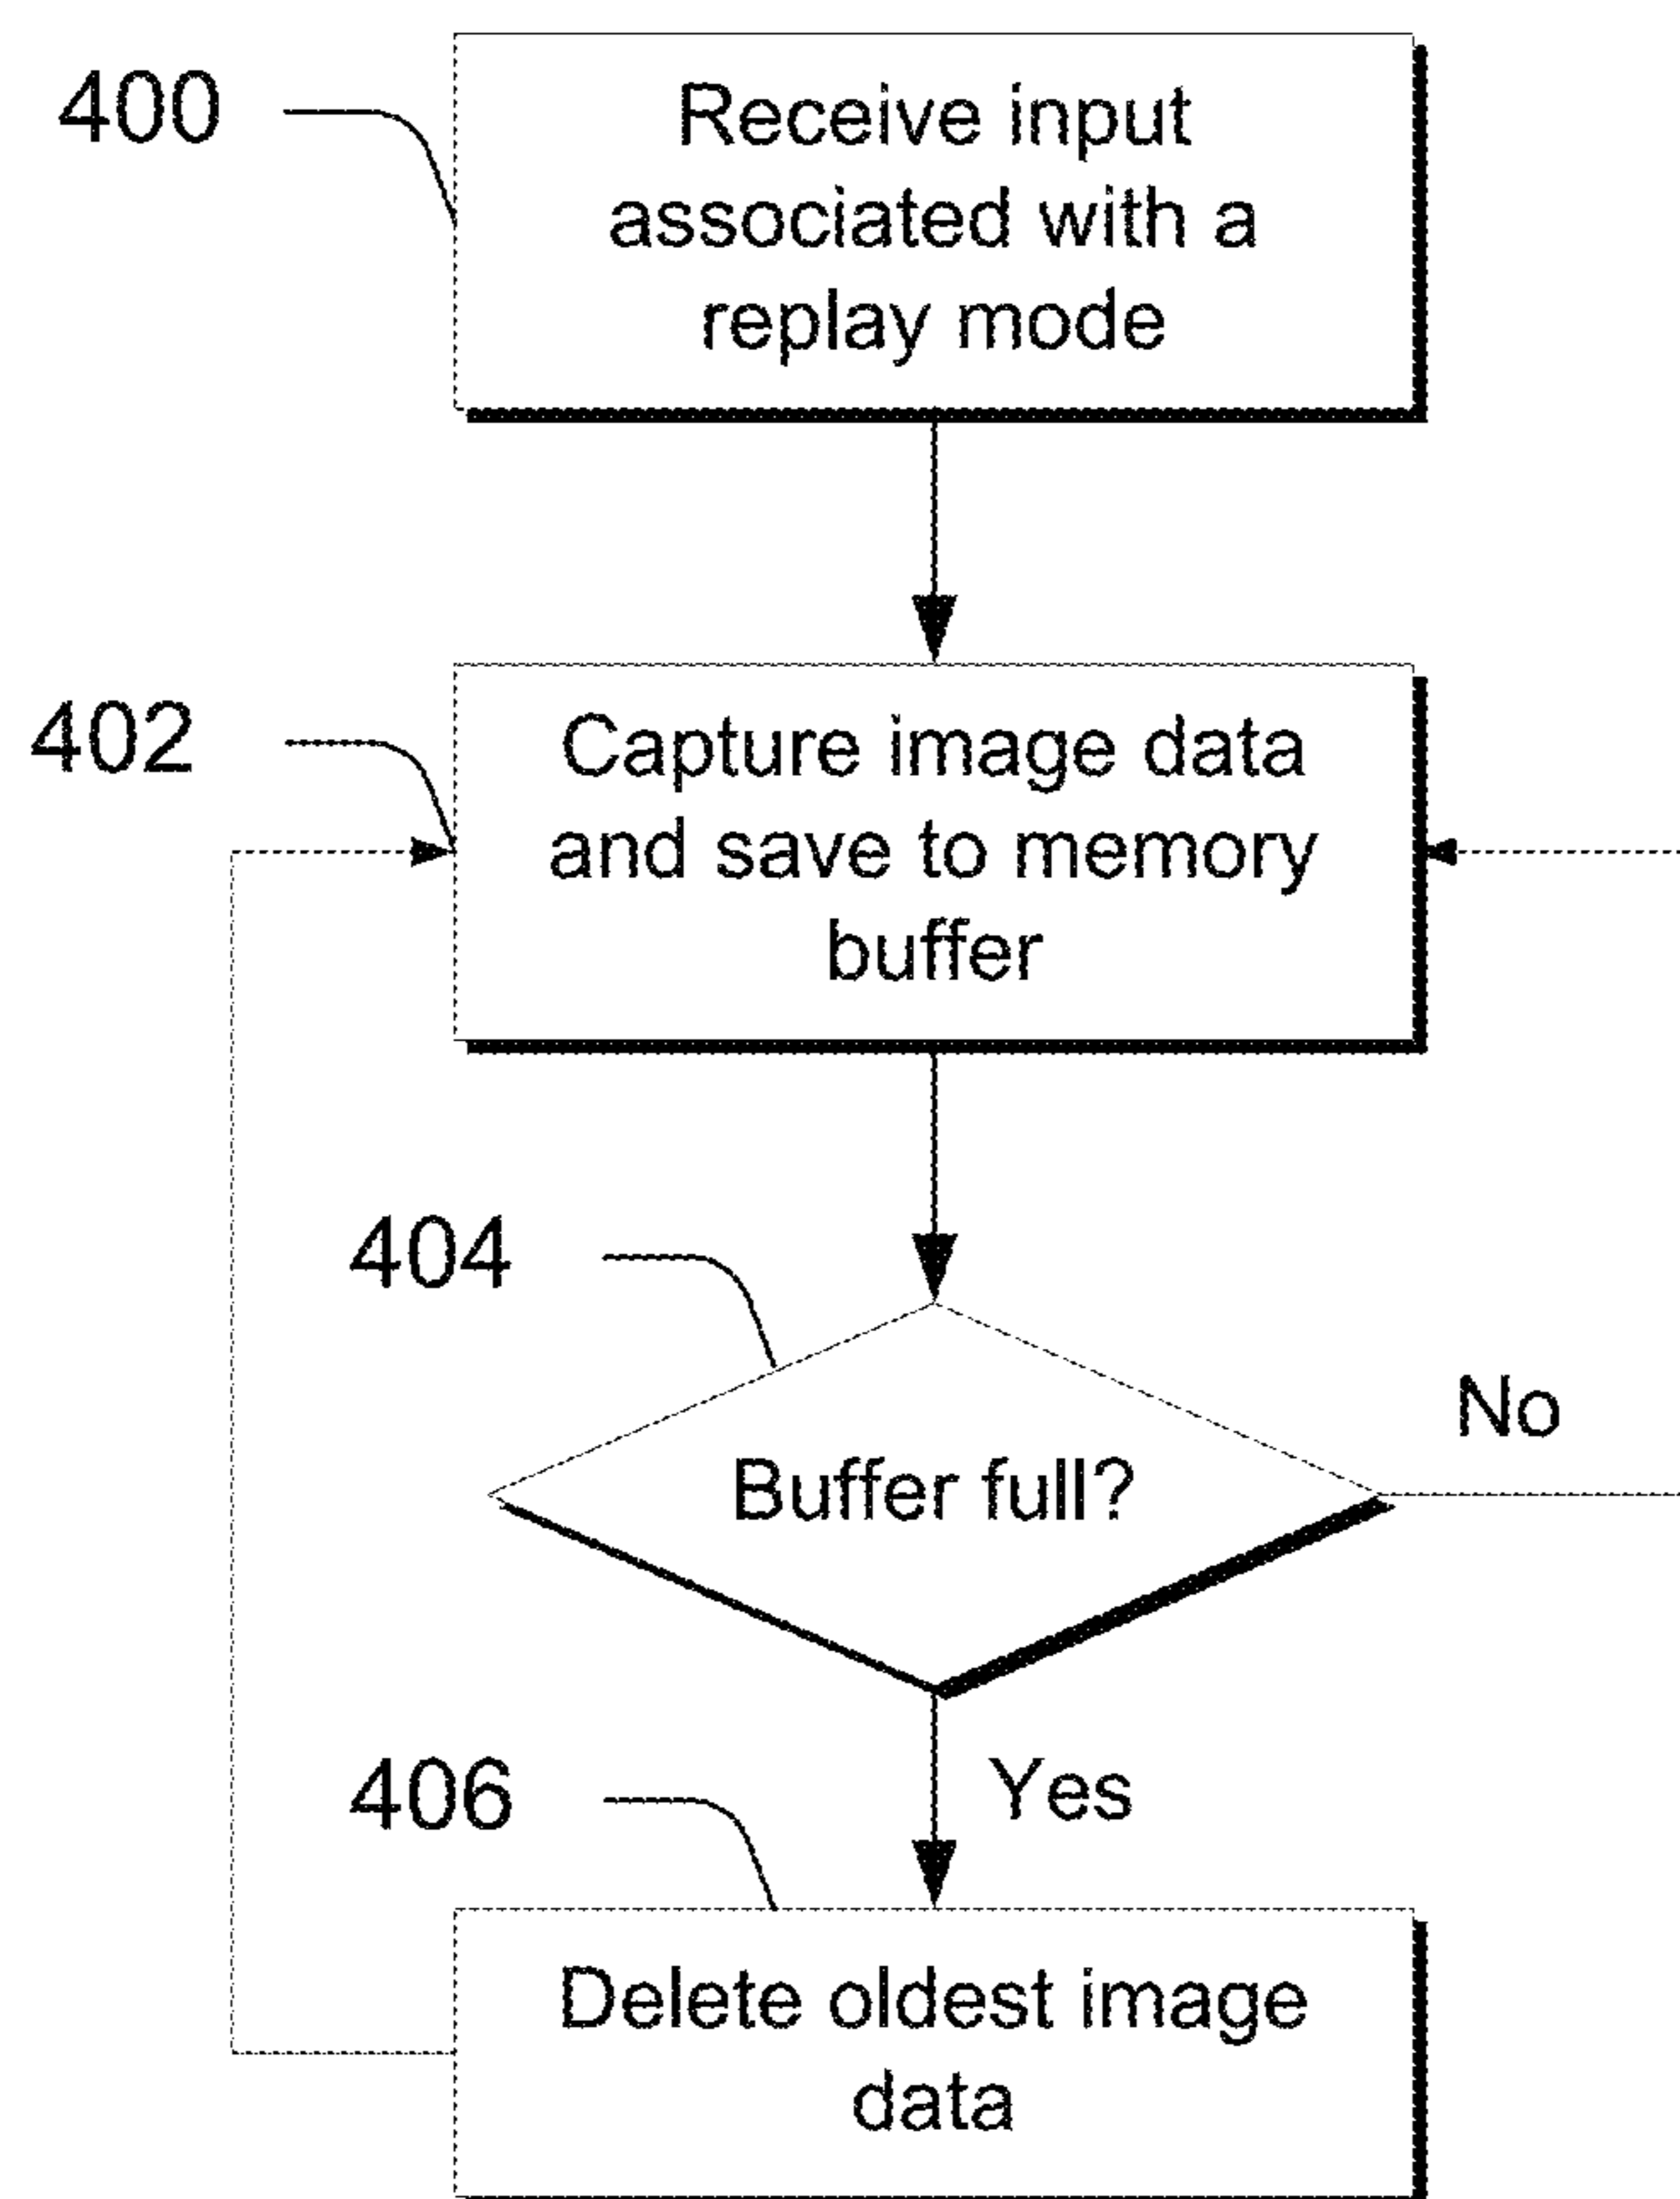 400
Receive input
associated with a
replay mode
402
Capture image data
and save to memory
buffer
404
Buffer full?
No
Yes
406
Delete oldest image
data